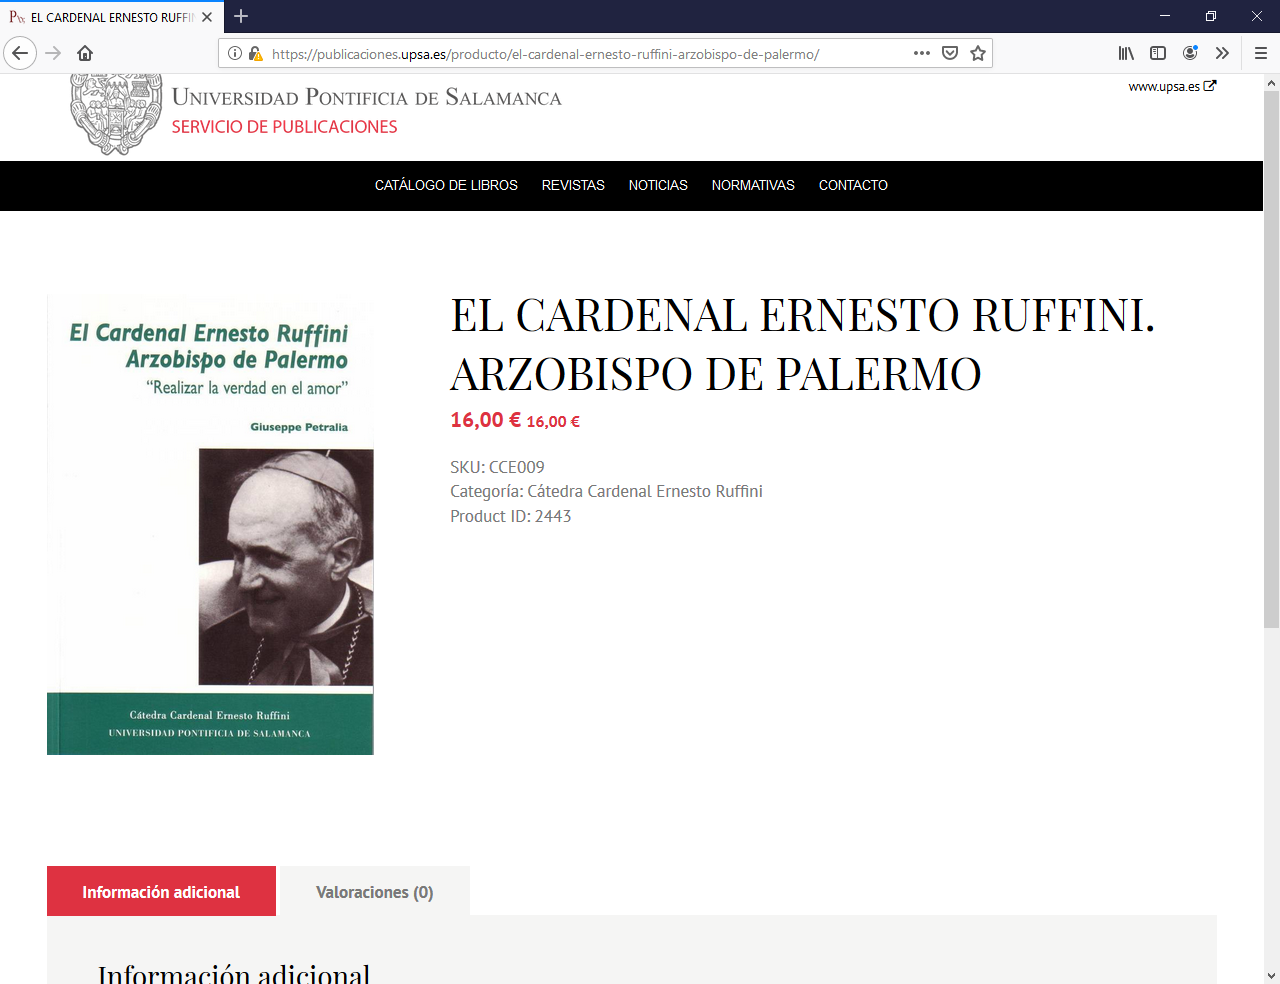 EL CARDENAL ERNESTO RUFFIN
https://publicaciones.upsa.es/producto/el-cardenal-ernesto-ruffini-arzobispo-de-palermo/
UNIVERSIDAD PONTIFICIA DE SALAMANCA
SERVICIO DE PUBLICACIONES
www.upsa.es
CATÁLOGO DE LIBROS REVISTAS NOTICIAS NORMATIVAS CONTACTO
El Cardenal Ernesto Ruffini
Arzobispo de Palermo
“Realizar la verdad en el amor”
Giuseppe Petralia
Cátedra Cardenal Ernesto Ruffini
UNIVERSIDAD PONTIFICIA DE SALAMANCA
EL CARDENAL ERNESTO RUFFINI.
ARZOBISPO DE PALERMO
16,00 € 16,00 €
SKU: CCE009
Categoría: Cátedra Cardenal Ernesto Ruffini
Product ID: 2443
Información adicional Valoraciones (0)
Información adicional